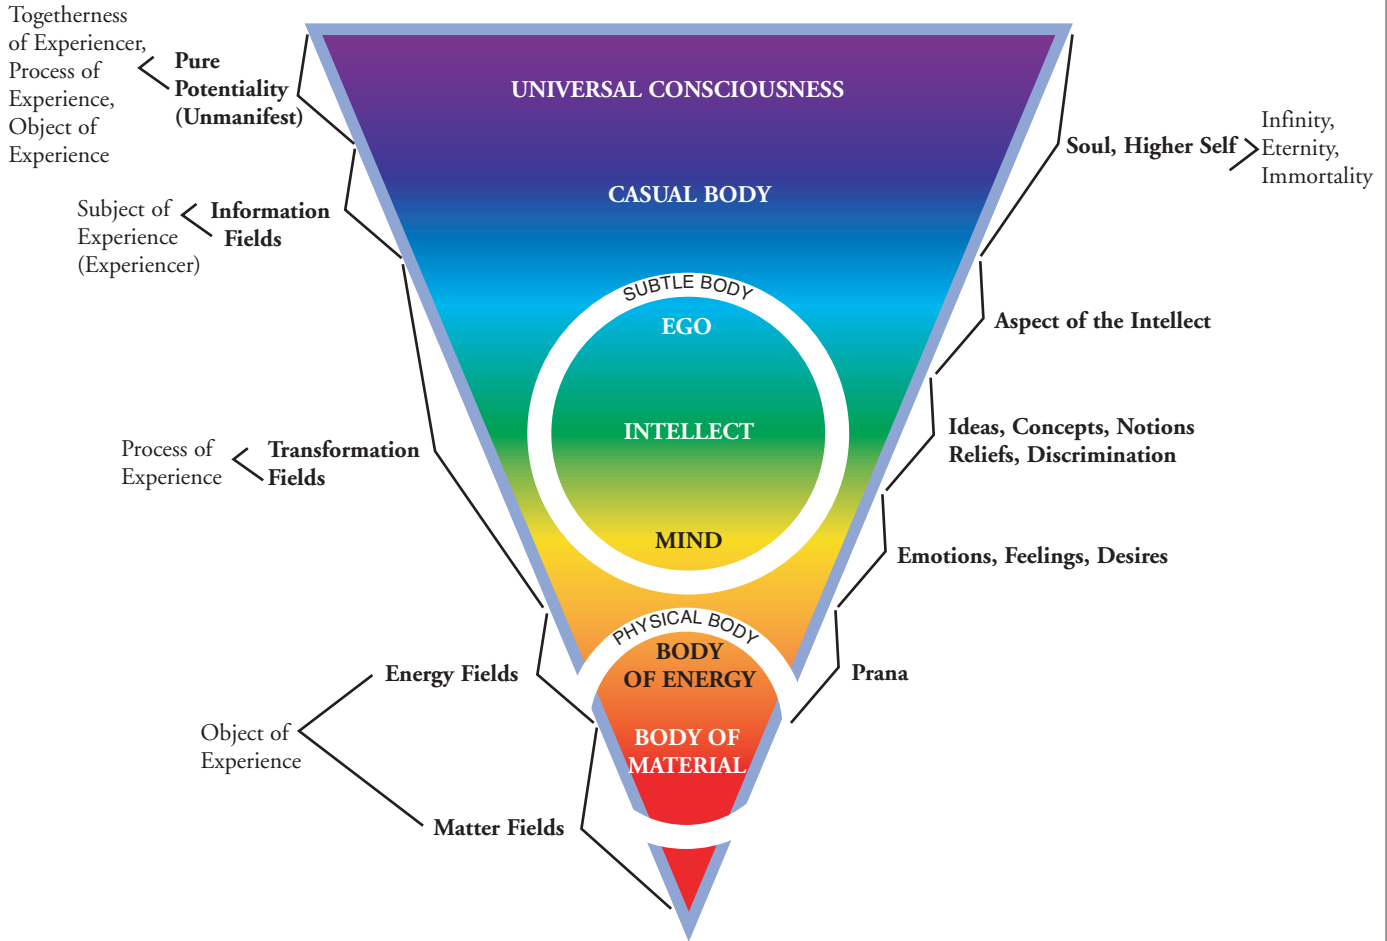 Togetherness
of Experiencer,
Process of
Experience,
Object of
Experience
Pure
Potentiality
(Unmanifest)
UNIVERSAL CONSCIOUSNESS
Soul, Higher Self
Infinity,
Eternity,
Immortality
CASUAL BODY
Subject of
Experience
(Experiencer)
Information
Fields
SUBTLE BODY
EGO
Aspect of the Intellect
INTELLECT
Ideas, Concepts, Notions
Reliefs, Discrimination
Process of
Experience
Transformation
Fields
MIND
Emotions, Feelings, Desires
PHYSICAL BODY
BODY
OF ENERGY
Energy Fields
Prana
Object of
Experience
BODY OF
MATERIAL
Matter Fields